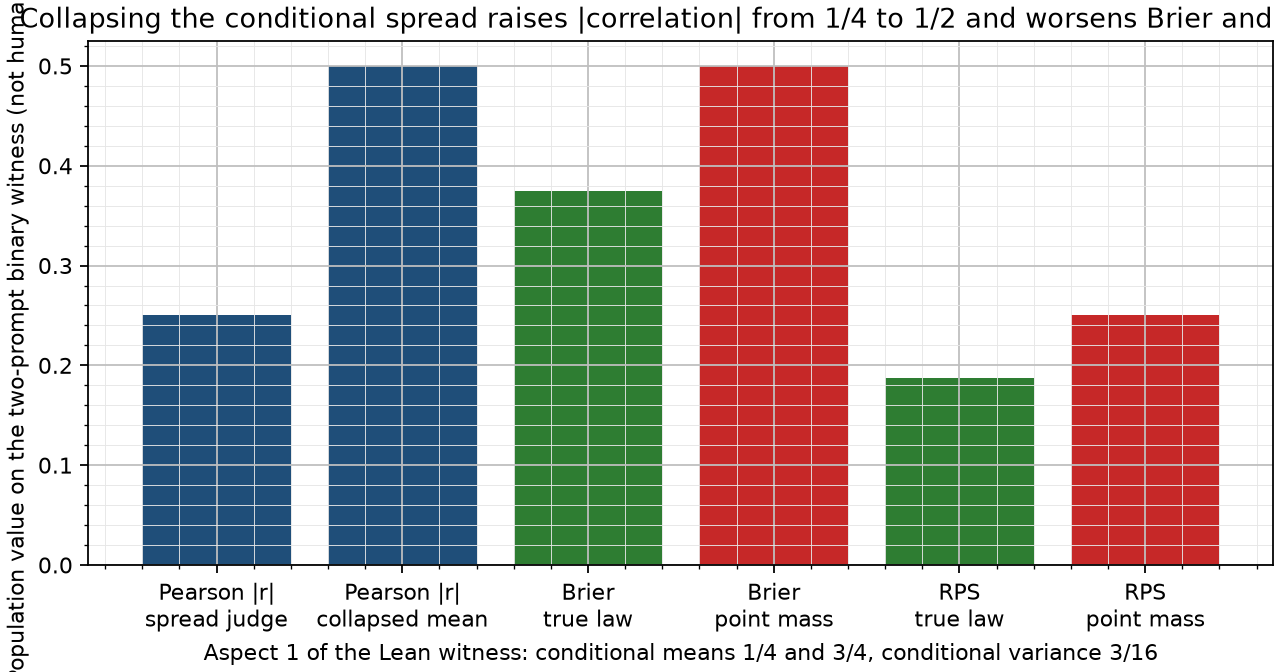 Collapsing the conditional spread raises |correlation| from 1/4 to 1/2 and worsens Brier and
Population value on the two-prompt binary witness (not huma
0.5
0.4
0.3
0.2
0.1
0.0
Pearson |r|
spread judge
Pearson |r|
collapsed mean
Brier
true law
Brier
point mass
RPS
true law
RPS
point mass
Aspect 1 of the Lean witness: conditional means 1/4 and 3/4, conditional variance 3/16